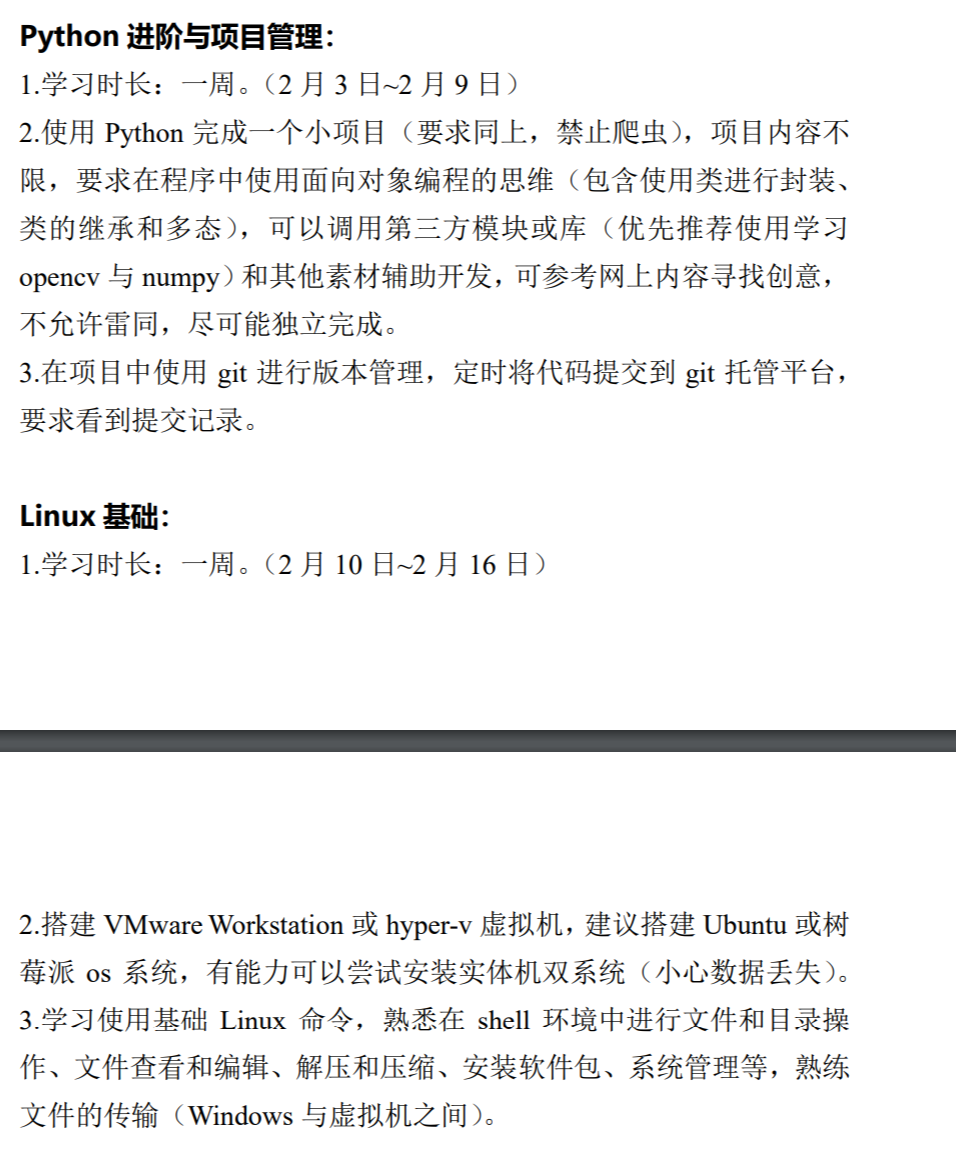 Python 进阶与项目管理：
1.学习时长：一周。（2 月 3 日~2 月 9 日）
2.使用 Python 完成一个小项目（要求同上，禁止爬虫），项目内容不
限，要求在程序中使用面向对象编程的思维（包含使用类进行封装、
类的继承和多态），可以调用第三方模块或库（优先推荐使用学习
opencv 与 numpy）和其他素材辅助开发，可参考网上内容寻找创意，
不允许雷同，尽可能独立完成。
3.在项目中使用 git 进行版本管理，定时将代码提交到 git 托管平台，
要求看到提交记录。
Linux 基础：
1.学习时长：一周。（2 月 10 日~2 月 16 日）
2.搭建 VMware Workstation 或 hyper-v 虚拟机，建议搭建 Ubuntu 或树
莓派 os 系统，有能力可以尝试安装实体机双系统（小心数据丢失）。
3.学习使用基础 Linux 命令，熟悉在 shell 环境中进行文件和目录操
作、文件查看和编辑、解压和压缩、安装软件包、系统管理等，熟练
文件的传输（Windows 与虚拟机之间）。